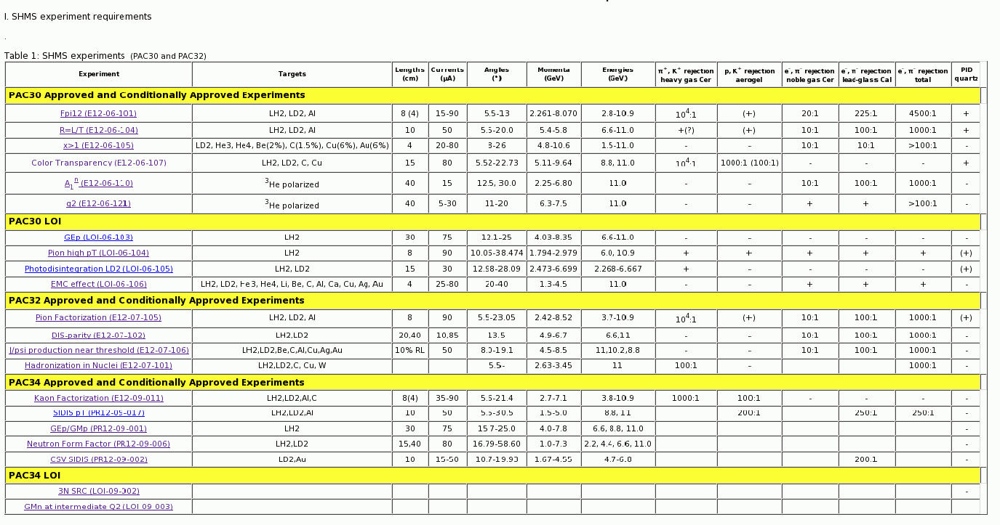 I. SHMS experiment requirements
.
Table 1: SHMS experiments (PAC30 and PAC32)
Experiment Targets Lengths (cm) Currents (μA) Angles (°) Momenta (GeV) Energies (GeV) π+, K+ rejection heavy gas Cer p, K+ rejection aerogel e-, π- rejection noble gas Cer e-, π- rejection lead-glass Cal e-, π- rejection total PID quartz
PAC30 Approved and Conditionally Approved Experiments
Fpi12 (E12-06-101) LH2, LD2, Al 8 (4) 15-90 5.5-13 2.261-8.070 2.8-10.9 10^4:1 (+) 20:1 225:1 4500:1 +
R=L/T (E12-06-104) LH2, LD2, Al 10 50 5.5-20.0 5.4-5.8 6.6-11.0 +(?) (+) 10:1 100:1 1000:1 +
x>1 (E12-06-105) LD2, He3, He4, Be(2%), C(1.5%), Cu(6%), Au(6%) 4 20-80 8-26 4.8-10.6 1.5-11.0 - - 10:1 10:1 >100:1 -
Color Transparency (E12-06-107) LH2, LD2, C, Cu 15 80 5.52-22.73 5.11-9.64 8.8, 11.0 10^4:1 1000:1 (100:1) - - - +
A1^n (E12-06-110) 3He polarized 40 15 12.5, 30.0 2.25-6.80 11.0 - - 10:1 100:1 1000:1 -
g2 (E12-06-121) 3He polarized 40 5-30 11-20 6.3-7.5 11.0 - - + + >100:1 -
PAC30 LOI
GEp (LOI-06-103) LH2 30 75 12.1-25 4.03-8.35 6.6-11.0 - - - - - -
Pion high pT (LOI-06-104) LH2 8 90 10.06-38.474 1.794-2.979 6.0, 10.9 + + + + + (+)
Photodisintegration LD2 (LOI-06-105) LH2, LD2 15 30 12.98-28.09 2.473-6.699 2.268-6.667 + - - - - (+)
EMC effect (LOI-06-106) LH2, LD2, He3, He4, Li, Be, C, Al, Ca, Cu, Ag, Au 4 25-80 20-40 1.3-4.5 11.0 - - + + + -
PAC32 Approved and Conditionally Approved Experiments
Pion Factorization (E12-07-105) LH2, LD2, Al 8 90 5.5-23.05 2.42-8.52 3.7-10.9 10^4:1 (+) 10:1 100:1 1000:1 (+)
DIS-parity (E12-07-102) LH2,LD2 20,40 10,85 13.5 4.9-6.7 6.6,11 - - 10:1 100:1 1000:1 -
J/psi production near threshold (E12-07-106) LH2,LD2,Be,C,Al,Cu,Ag,Au 10% RL 50 8.0-19.1 4.5-8.5 11,10.2,8.8 - - 10:1 100:1 1000:1 -
Hadronization in Nuclei (E12-07-101) LH2,LD2,C, Cu, W 5.5- 2.63-3.45 11 100:1 - 1000:1 -
PAC34 Approved and Conditionally Approved Experiments
Kaon Factorization (E12-09-011) LH2,LD2,Al,C 8(4) 35-90 5.5-21.4 2.7-7.1 3.8-10.9 1000:1 100:1 - - - -
SIDIS pT (PR12-09-017) LH2,LD2,Al 10 50 5.5-30.5 1.5-5.0 8.8, 11 200:1 250:1 250:1 -
GEp/GMp (PR12-09-001) LH2 30 75 15.7-25.0 4.0-7.8 6.6, 8.8, 11.0 -
Neutron Form Factor (PR12-09-006) LH2,LD2 15,40 80 16.79-58.60 1.0-7.3 2.2, 4.4, 6.6, 11.0 -
CSV SIDIS (PR12-09-002) LD2,Au 10 15-50 10.7-19.93 1.67-4.55 4.7-6.8 200:1 -
PAC34 LOI
3N SRC (LOI-09-002) -
GMn at intermediate Q2 (LOI 09 003)